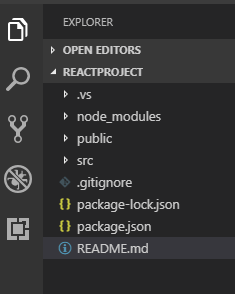 EXPLORER
OPEN EDITORS
REACTPROJECT
.vs
node_modules
public
src
.gitignore
package-lock.json
package.json
README.md